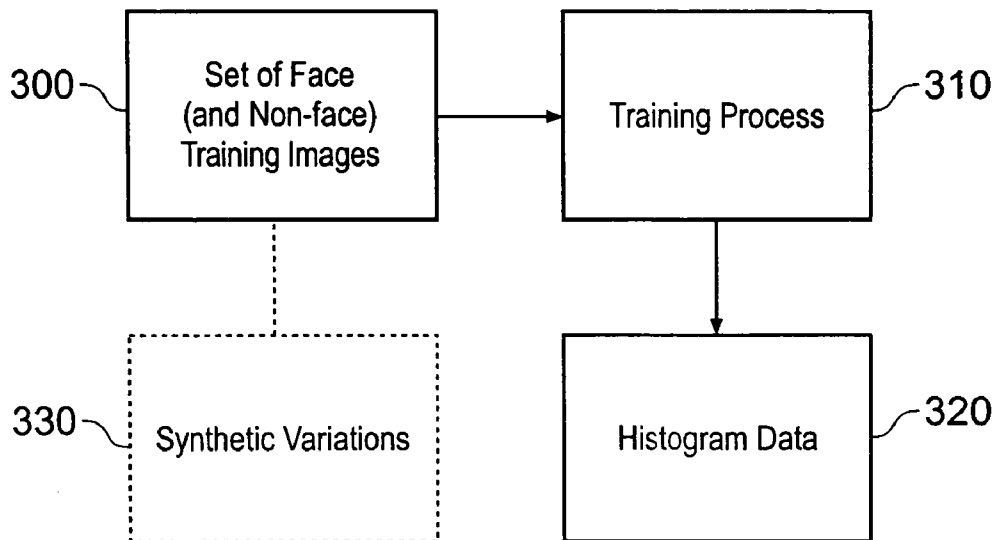 300
Set of Face
(and Non-face)
Training Images
Training Process
310
330
Synthetic Variations
Histogram Data
320